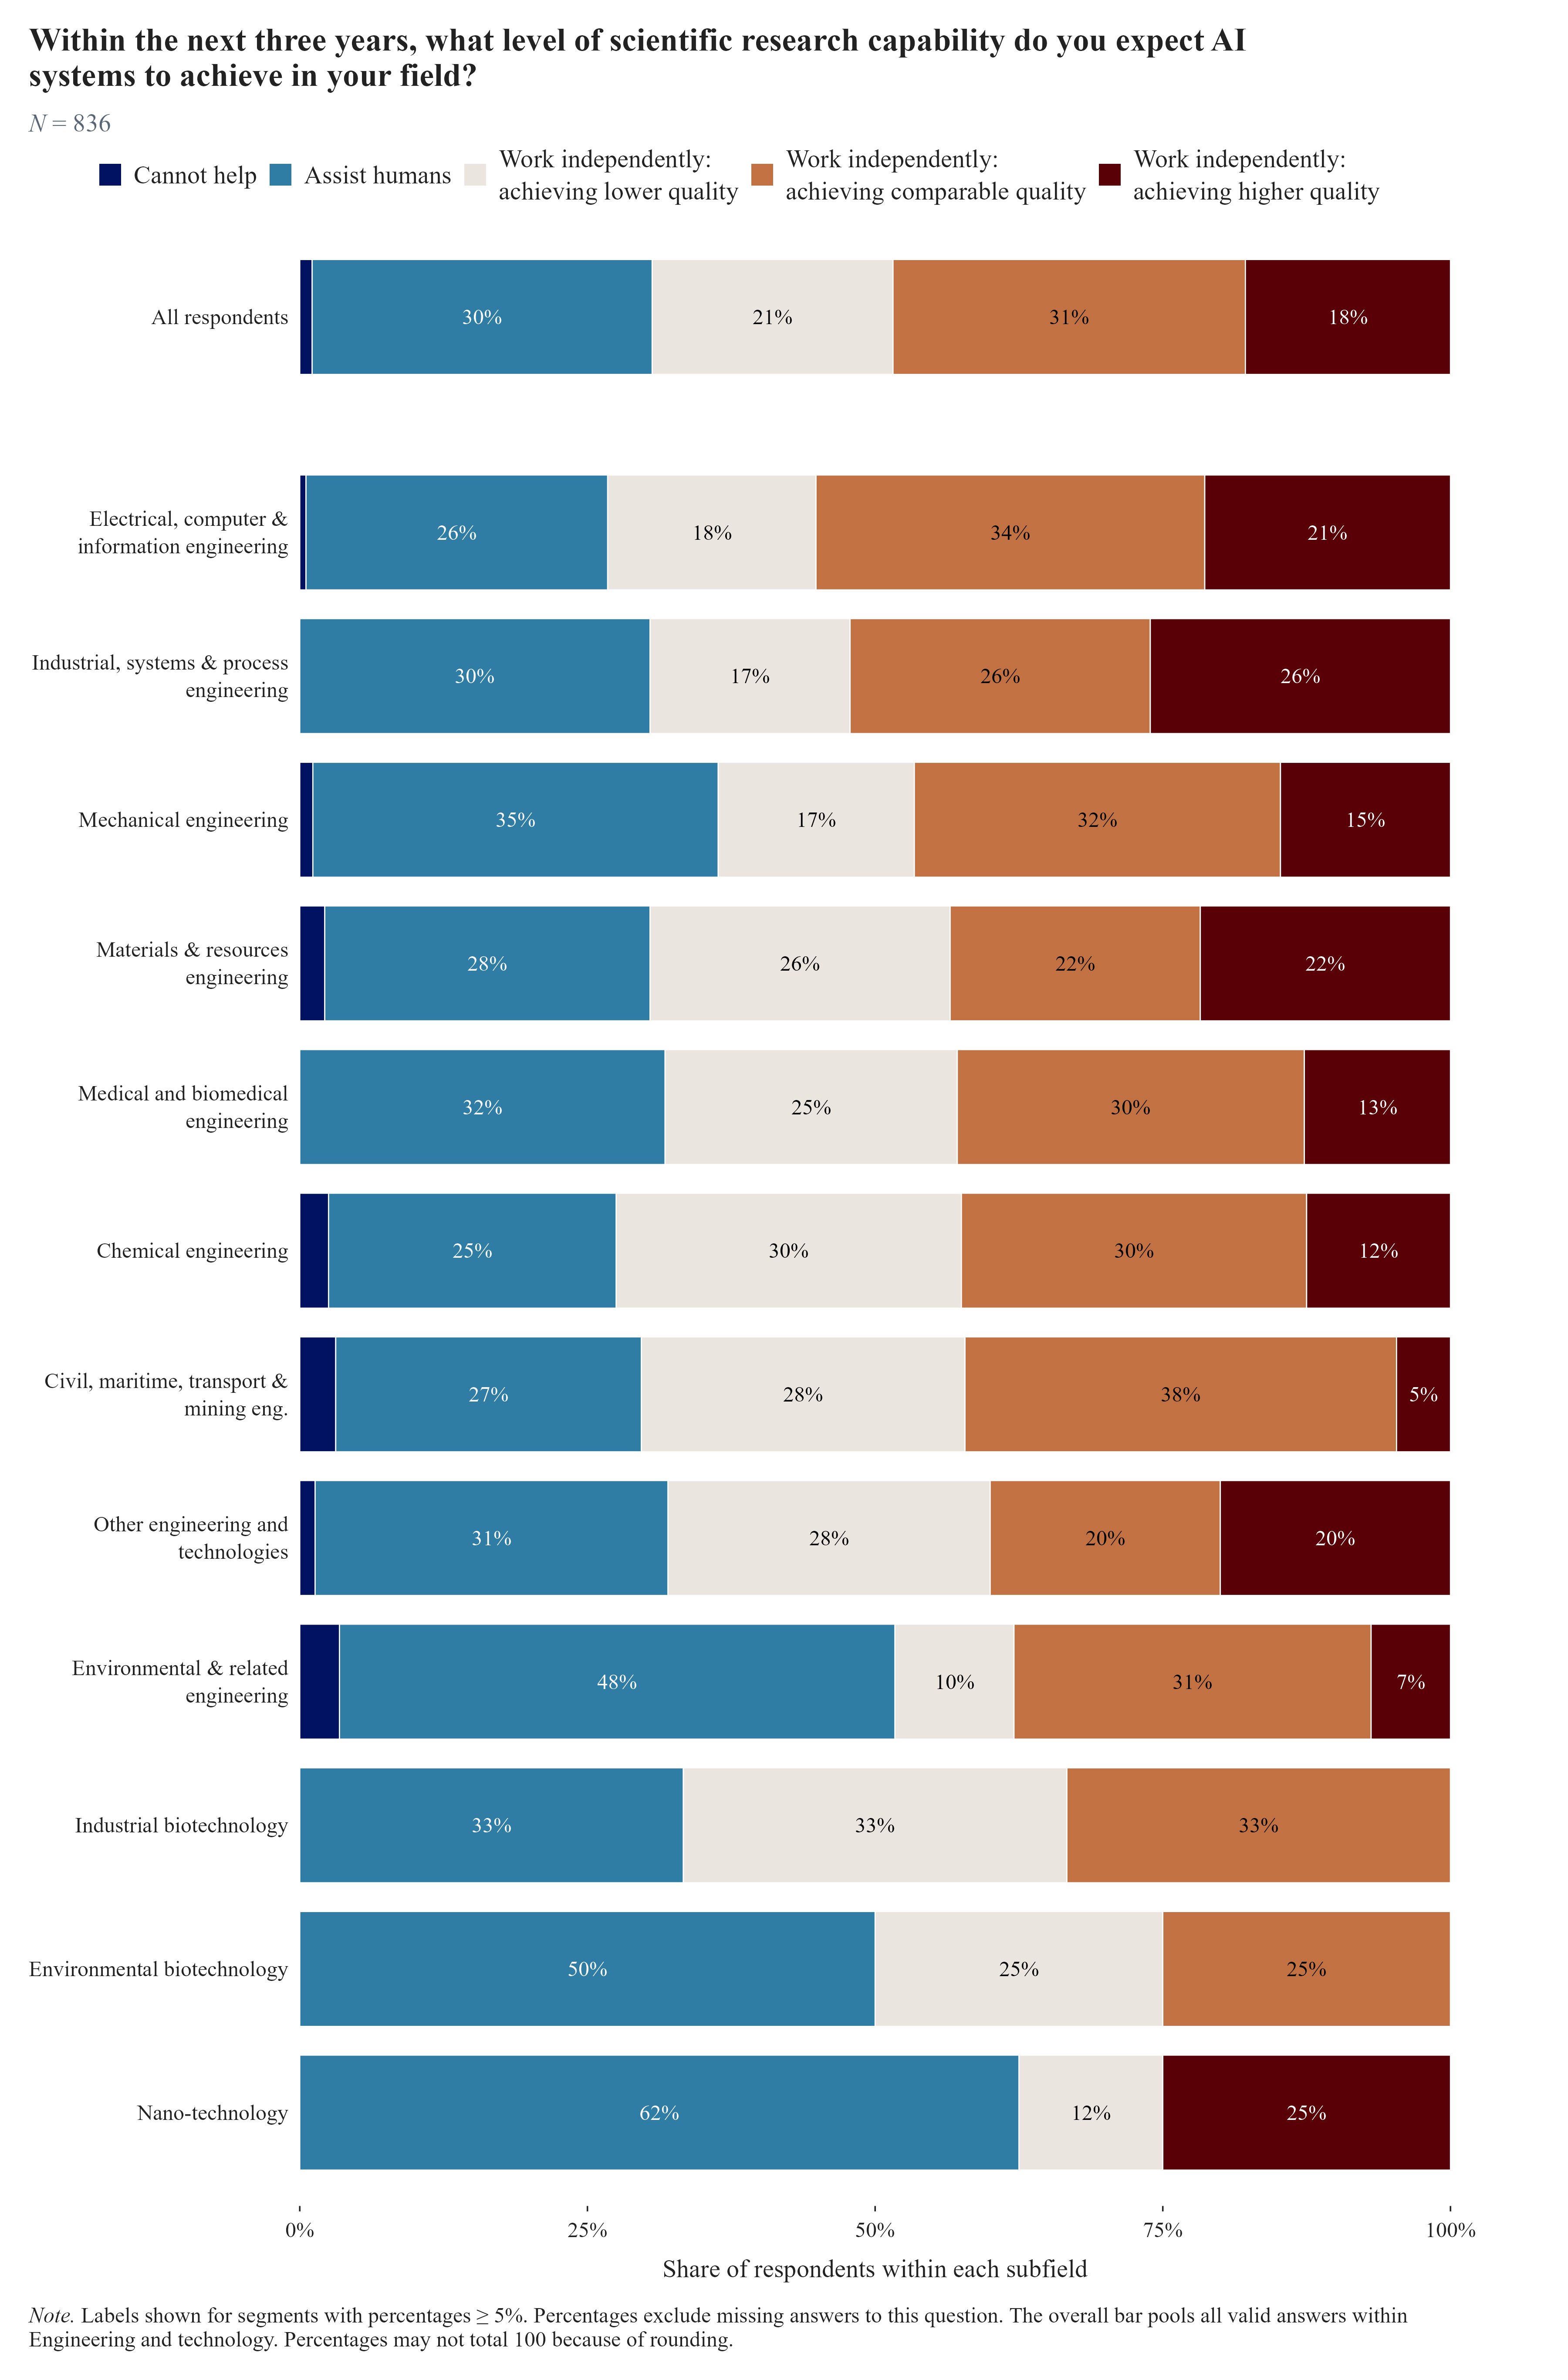 Within the next three years, what level of scientific research capability do you expect AI
systems to achieve in your field?
N = 836
Cannot help
Assist humans
Work independently:
achieving lower quality
Work independently:
achieving comparable quality
Work independently:
achieving higher quality
All respondents
30% 21% 31% 18%
Electrical, computer &
information engineering
26% 18% 34% 21%
Industrial, systems & process
engineering
30% 17% 26% 26%
Mechanical engineering
35% 17% 32% 15%
Materials & resources
engineering
28% 26% 22% 22%
Medical and biomedical
engineering
32% 25% 30% 13%
Chemical engineering
25% 30% 30% 12%
Civil, maritime, transport &
mining eng.
27% 28% 38% 5%
Other engineering and
technologies
31% 28% 20% 20%
Environmental & related
engineering
48% 10% 31% 7%
Industrial biotechnology
33% 33% 33%
Environmental biotechnology
50% 25% 25%
Nano-technology
62% 12% 25%
0% 25% 50% 75% 100%
Share of respondents within each subfield
Note. Labels shown for segments with percentages ≥ 5%. Percentages exclude missing answers to this question. The overall bar pools all valid answers within
Engineering and technology. Percentages may not total 100 because of rounding.